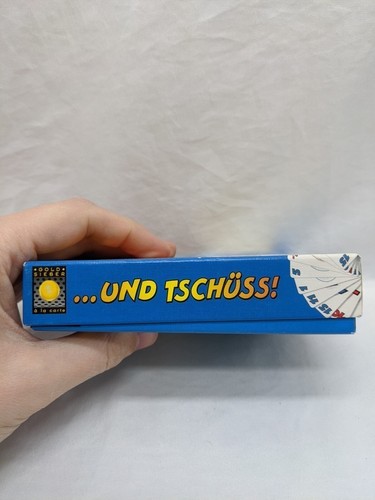 GOLD
SIEBER
à la carte
...UND TSCHÜSS!